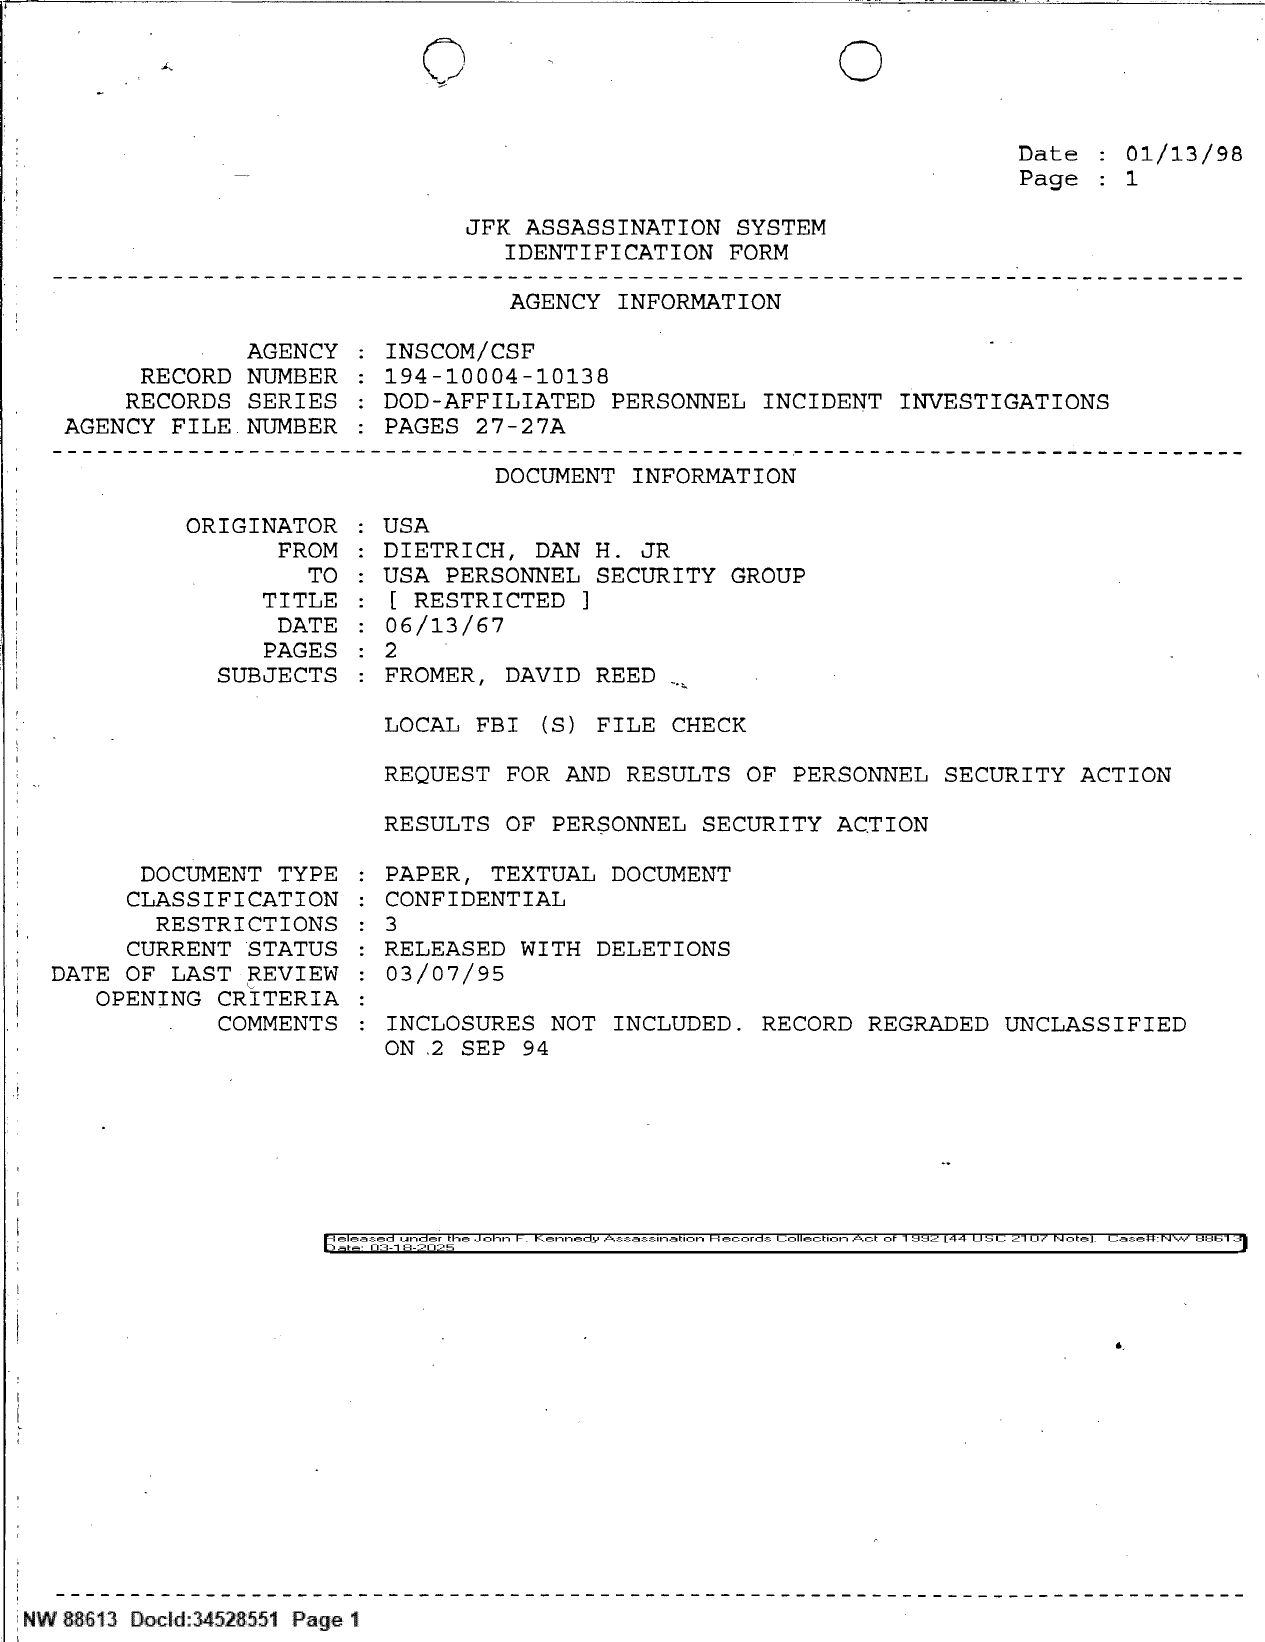 Date : 01/13/98
Page : 1
JFK ASSASSINATION SYSTEM
IDENTIFICATION FORM
AGENCY INFORMATION
AGENCY : INSCOM/CSF
RECORD NUMBER : 194-10004-10138
RECORDS SERIES : DOD-AFFILIATED PERSONNEL INCIDENT INVESTIGATIONS
AGENCY FILE NUMBER : PAGES 27-27A
DOCUMENT INFORMATION
ORIGINATOR : USA
FROM : DIETRICH, DAN H. JR
TO : USA PERSONNEL SECURITY GROUP
TITLE : [ RESTRICTED ]
DATE : 06/13/67
PAGES : 2
SUBJECTS : FROMER, DAVID REED
LOCAL FBI (S) FILE CHECK
REQUEST FOR AND RESULTS OF PERSONNEL SECURITY ACTION
RESULTS OF PERSONNEL SECURITY ACTION
DOCUMENT TYPE : PAPER, TEXTUAL DOCUMENT
CLASSIFICATION : CONFIDENTIAL
RESTRICTIONS : 3
CURRENT STATUS : RELEASED WITH DELETIONS
DATE OF LAST REVIEW : 03/07/95
OPENING CRITERIA :
COMMENTS : INCLOSURES NOT INCLUDED. RECORD REGRADED UNCLASSIFIED
ON 2 SEP 94
Released under the John F. Kennedy Assassination Records Collection Act of 1992 (44 USC 2107 Note). Case#:NW 88613
Date: 03-18-2025
NW 88613 DocId:34528551 Page 1